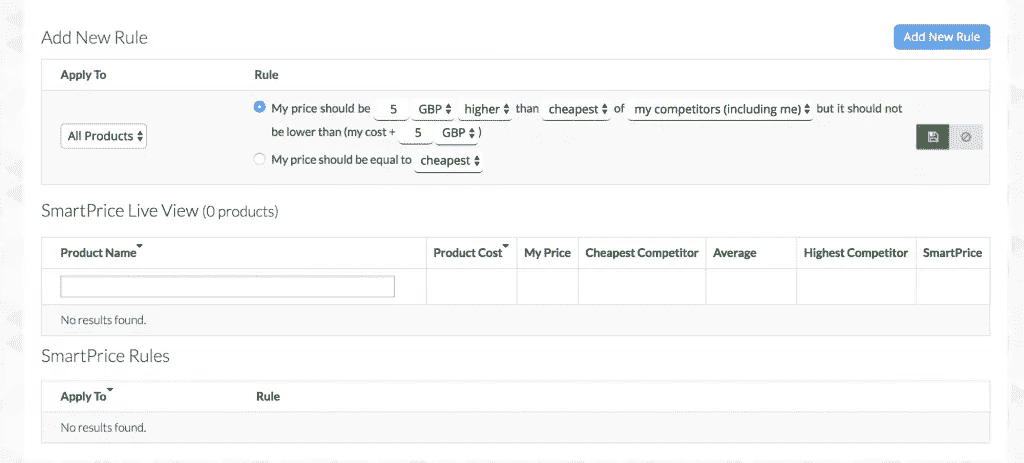 Add New Rule
Add New Rule
Apply To Rule
My price should be 5 GBP higher than cheapest of my competitors (including me) but it should not
be lower than (my cost + 5 GBP )
All Products
My price should be equal to cheapest
SmartPrice Live View (0 products)
Product Name Product Cost My Price Cheapest Competitor Average Highest Competitor SmartPrice
No results found.
SmartPrice Rules
Apply To Rule
No results found.